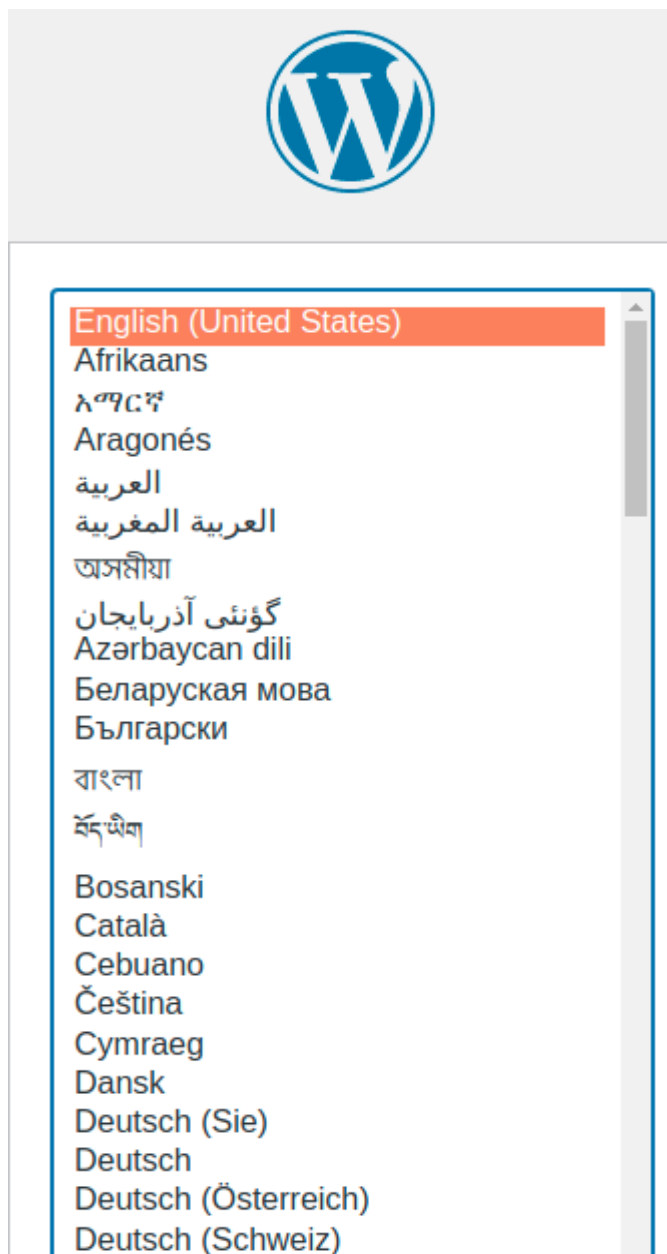 English (United States)
Afrikaans
አማርኛ
Aragonés
العربية
العربية المغربية
অসমীয়া
گؤنئی آذربایجان
Azərbaycan dili
Беларуская мова
Български
বাংলা
བོད་ཡིག
Bosanski
Català
Cebuano
Čeština
Cymraeg
Dansk
Deutsch (Sie)
Deutsch
Deutsch (Österreich)
Deutsch (Schweiz)